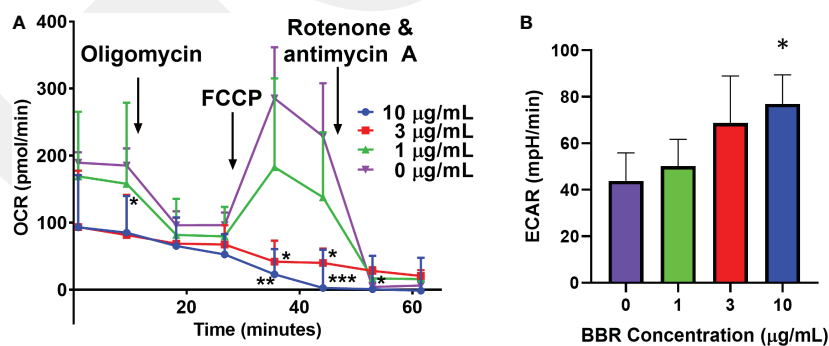 A
400
300
200
100
0
OCR (pmol/min)
Oligomycin
FCCP
Rotenone &
antimycin A
10 μg/mL
3 μg/mL
1 μg/mL
0 μg/mL
*
**
*
*
***
*
20
40
60
Time (minutes)
B
100
80
60
40
20
0
ECAR (mpH/min)
*
0
1
3
10
BBR Concentration (μg/mL)